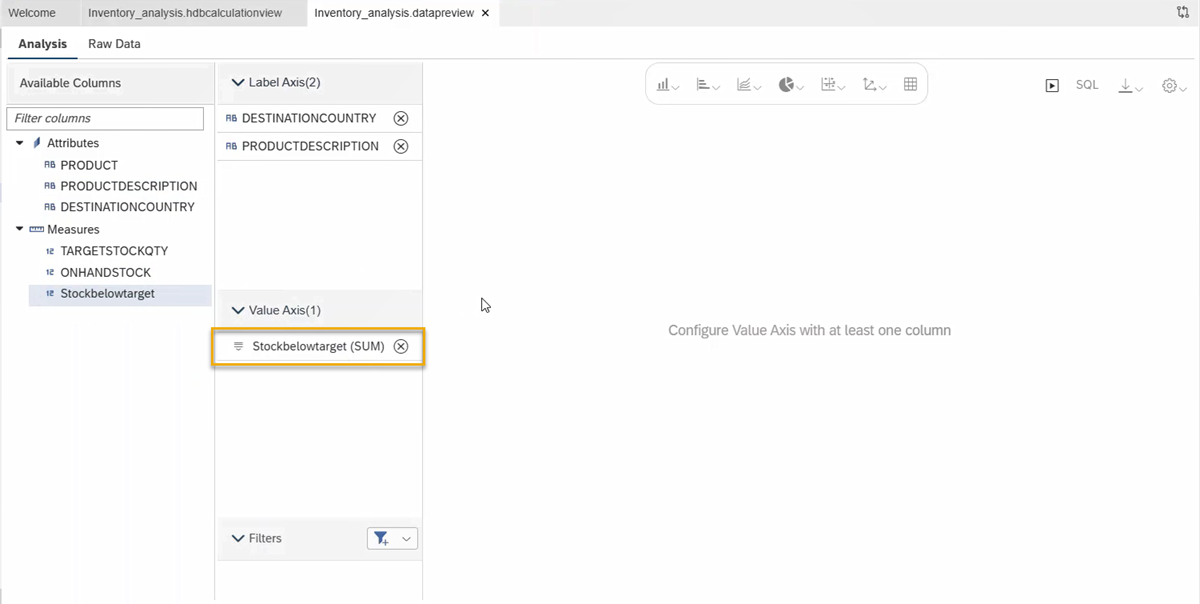 Welcome
Inventory_analysis.hdbcalculationview
Inventory_analysis.datapreview
Analysis
Raw Data
Available Columns
Filter columns
Attributes
AB PRODUCT
AB PRODUCTDESCRIPTION
AB DESTINATIONCOUNTRY
Measures
12 TARGETSTOCKQTY
12 ONHANDSTOCK
12 Stockbelowtarget
Label Axis(2)
AB DESTINATIONCOUNTRY
AB PRODUCTDESCRIPTION
Value Axis(1)
Stockbelowtarget (SUM)
Filters
SQL
Configure Value Axis with at least one column